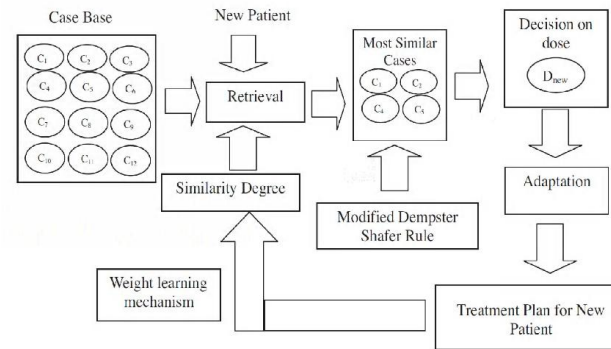 Case Base
New Patient
C1 C2 C3
C4 C5 C6
C7 C8 C9
C10 C11 C12
Retrieval
Similarity Degree
Most Similar
Cases
C1 C2
C4 C5
Modified Dempster
Shafer Rule
Decision on
dose
Dnew
Adaptation
Weight learning
mechanism
Treatment Plan for New
Patient